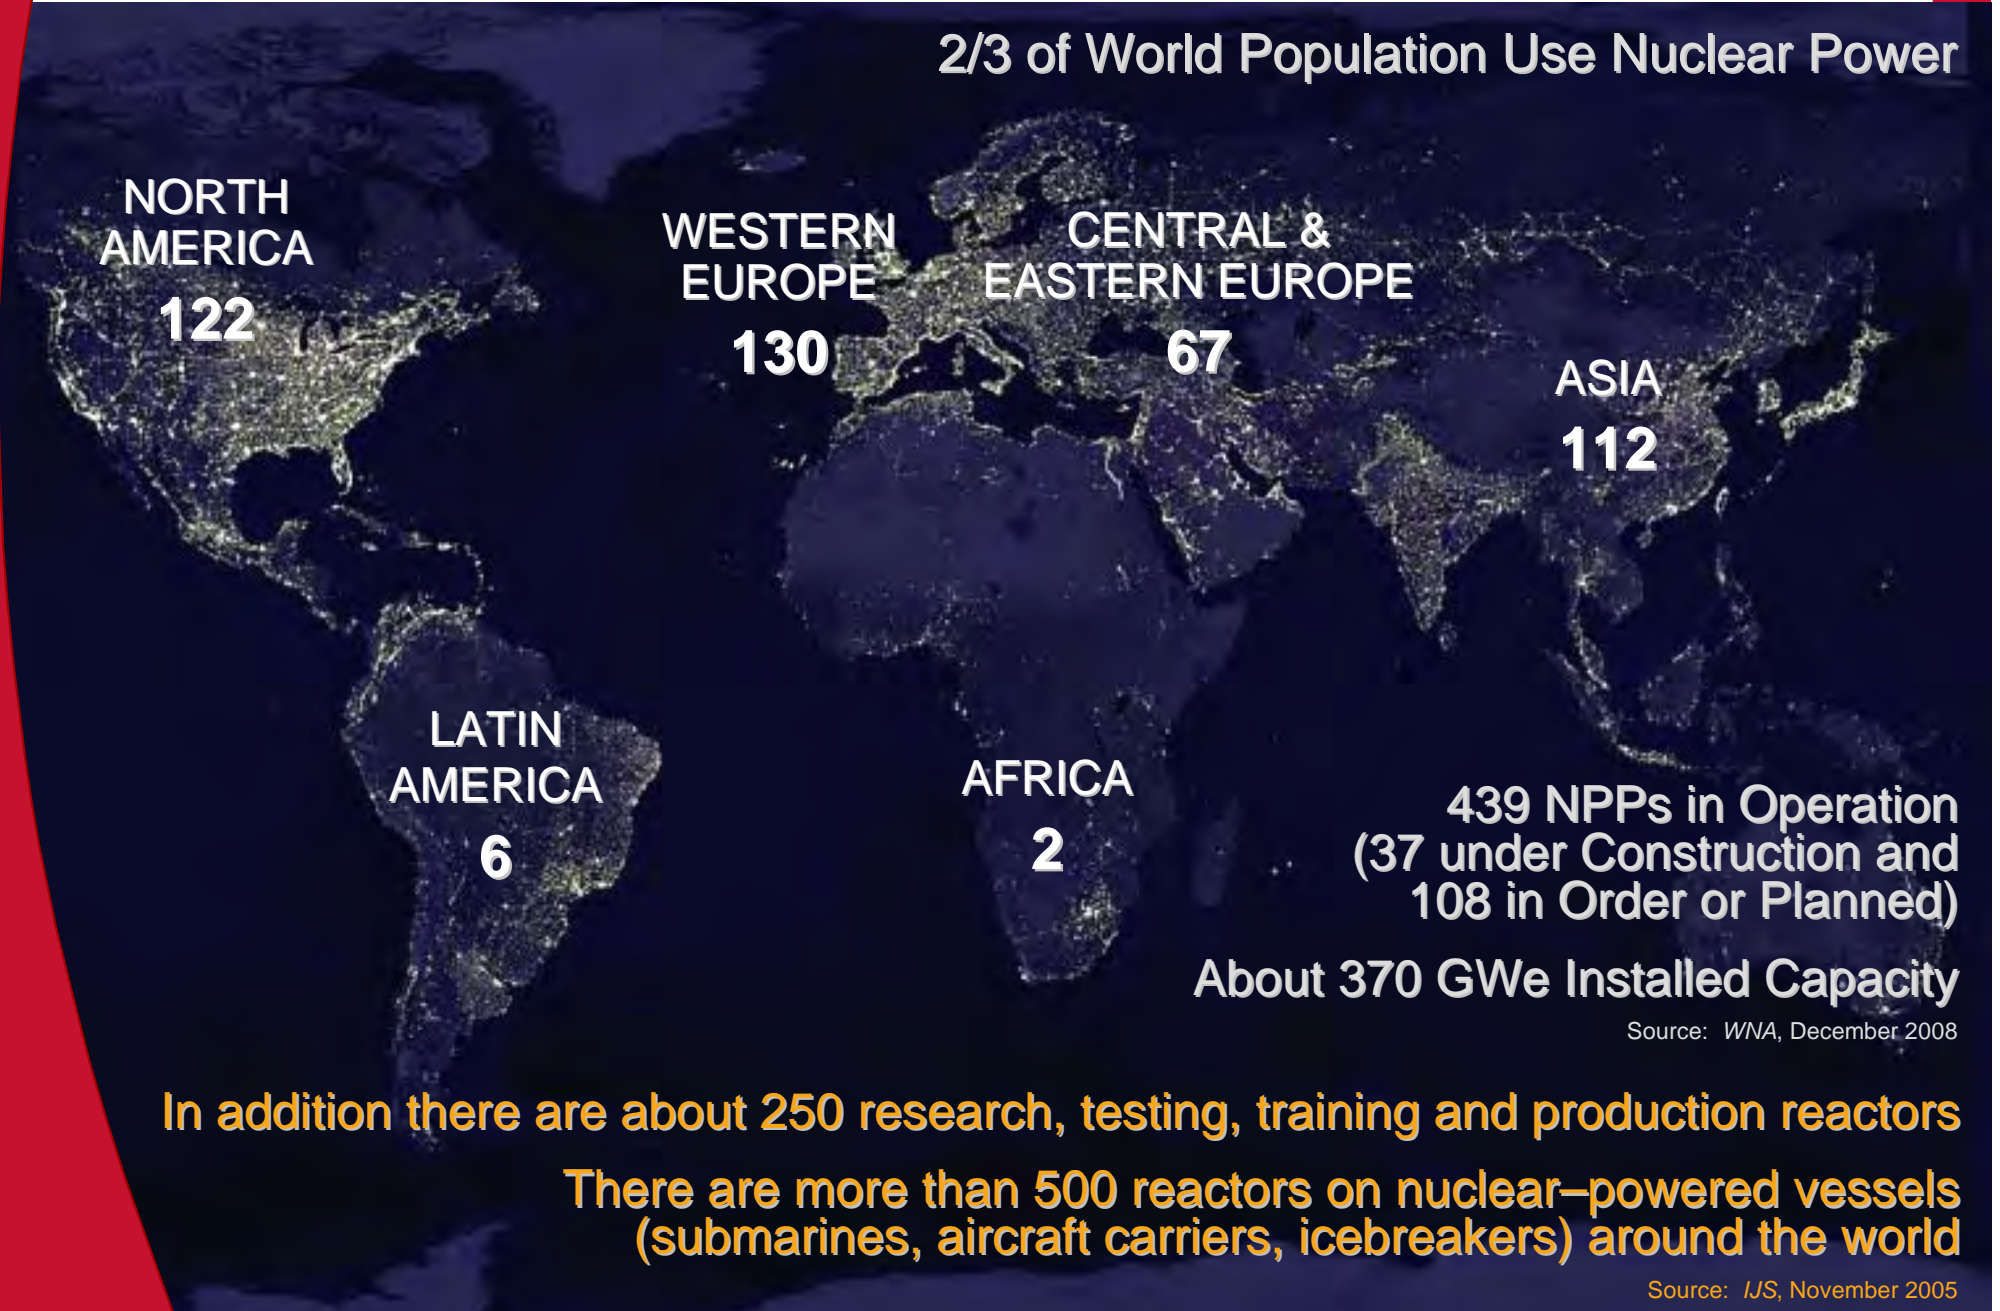 2/3 of World Population Use Nuclear Power
NORTH
AMERICA
122
WESTERN
EUROPE
130
CENTRAL &
EASTERN EUROPE
67
ASIA
112
LATIN
AMERICA
6
AFRICA
2
439 NPPs in Operation
(37 under Construction and
108 in Order or Planned)
About 370 GWe Installed Capacity
Source: WNA, December 2008
In addition there are about 250 research, testing, training and production reactors
There are more than 500 reactors on nuclear–powered vessels
(submarines, aircraft carriers, icebreakers) around the world
Source: IJS, November 2005